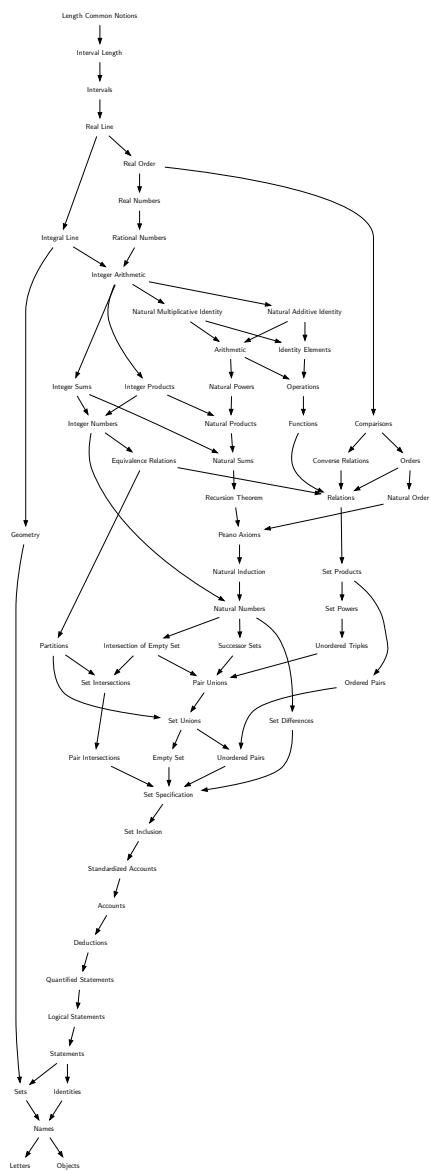 Length Common Notions
Interval Length
Intervals
Real Line
Real Order
Real Numbers
Integral Line
Rational Numbers
Integer Arithmetic
Natural Multiplicative Identity
Natural Additive Identity
Arithmetic
Identity Elements
Integer Sums
Integer Products
Natural Powers
Operations
Integer Numbers
Natural Products
Functions
Comparisons
Equivalence Relations
Natural Sums
Converse Relations
Orders
Recursion Theorem
Relations
Natural Order
Geometry
Peano Axioms
Natural Induction
Set Products
Natural Numbers
Set Powers
Partitions
Intersection of Empty Set
Successor Sets
Unordered Triples
Set Intersections
Pair Unions
Ordered Pairs
Set Unions
Set Differences
Pair Intersections
Empty Set
Unordered Pairs
Set Specification
Set Inclusion
Standardized Accounts
Accounts
Deductions
Quantified Statements
Logical Statements
Statements
Sets
Identities
Names
Letters
Objects